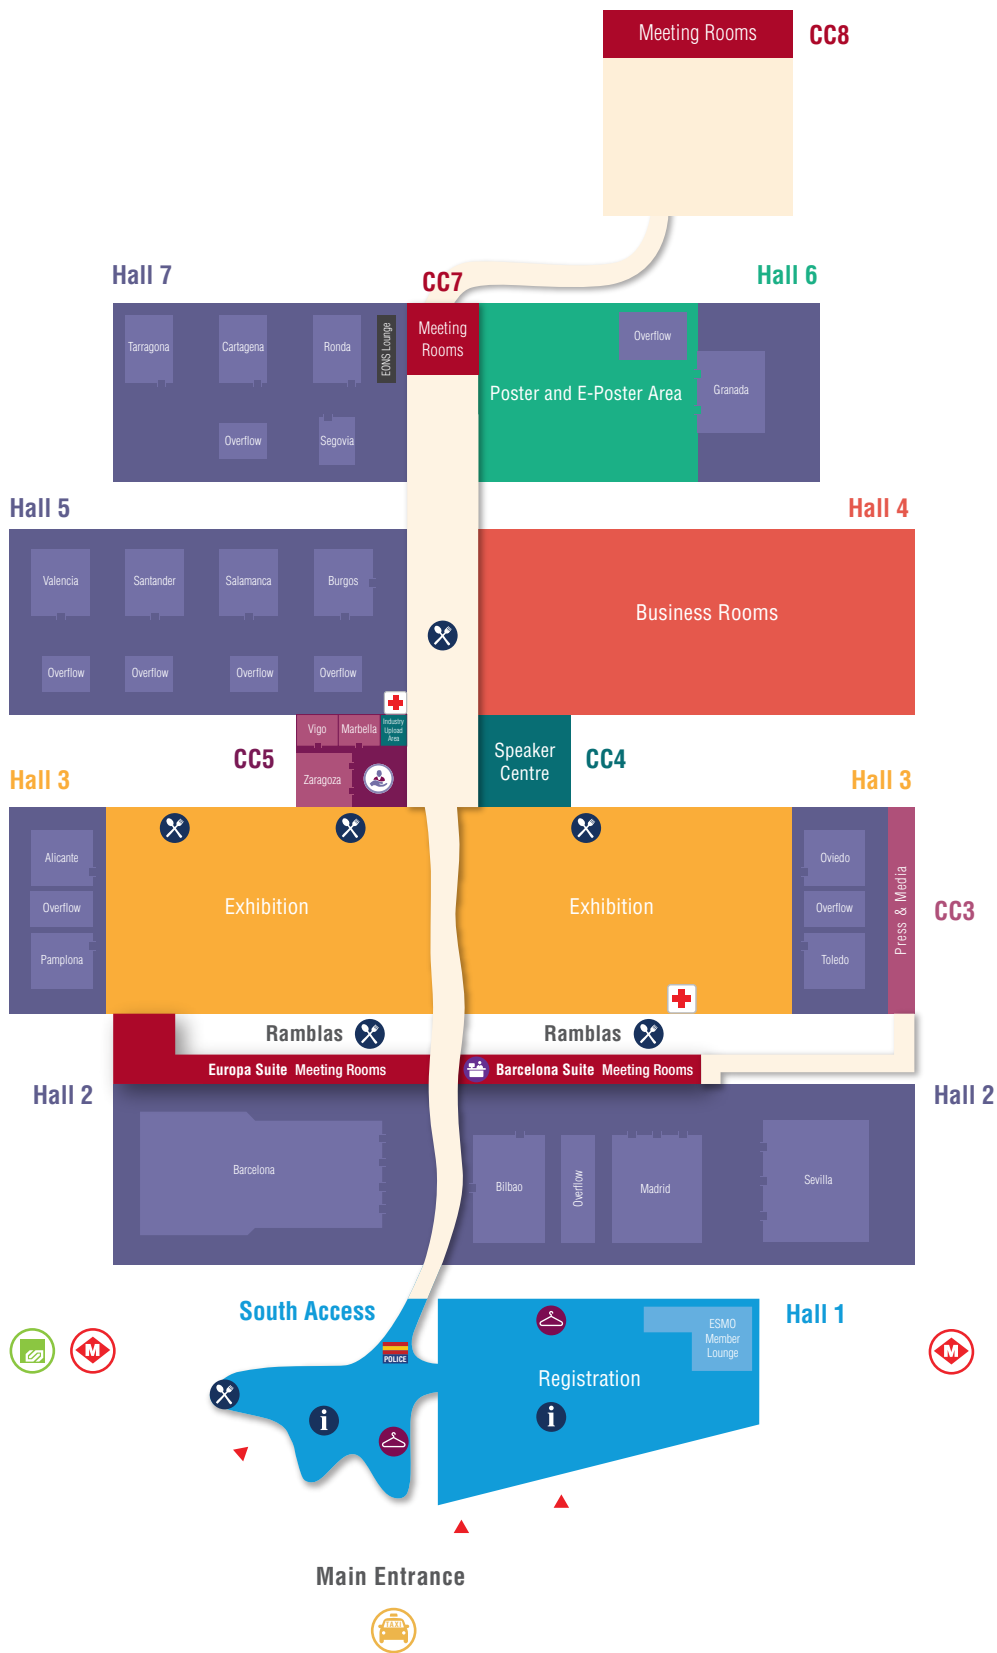 Meeting Rooms
CC8
Hall 7
CC7
Hall 6
Tarragona
Cartagena
Ronda
EONS Lounge
Meeting
Rooms
Overflow
Poster and E-Poster Area
Granada
Overflow
Segovia
Hall 5
Hall 4
Valencia
Santander
Salamanca
Burgos
Business Rooms
Overflow
Overflow
Overflow
Overflow
Vigo
Marbella
Industry
Upload
Area
CC5
Zaragoza
Speaker
Centre
CC4
Hall 3
Hall 3
Alicante
Overflow
Pamplona
Exhibition
Exhibition
Oviedo
Overflow
Toledo
Press & Media
CC3
Ramblas
Ramblas
Europa Suite Meeting Rooms
Barcelona Suite Meeting Rooms
Hall 2
Hall 2
Barcelona
Bilbao
Overflow
Madrid
Sevilla
South Access
Hall 1
POLICE
ESMO
Member
Lounge
Registration
M
M
i
i
Main Entrance
TAXI